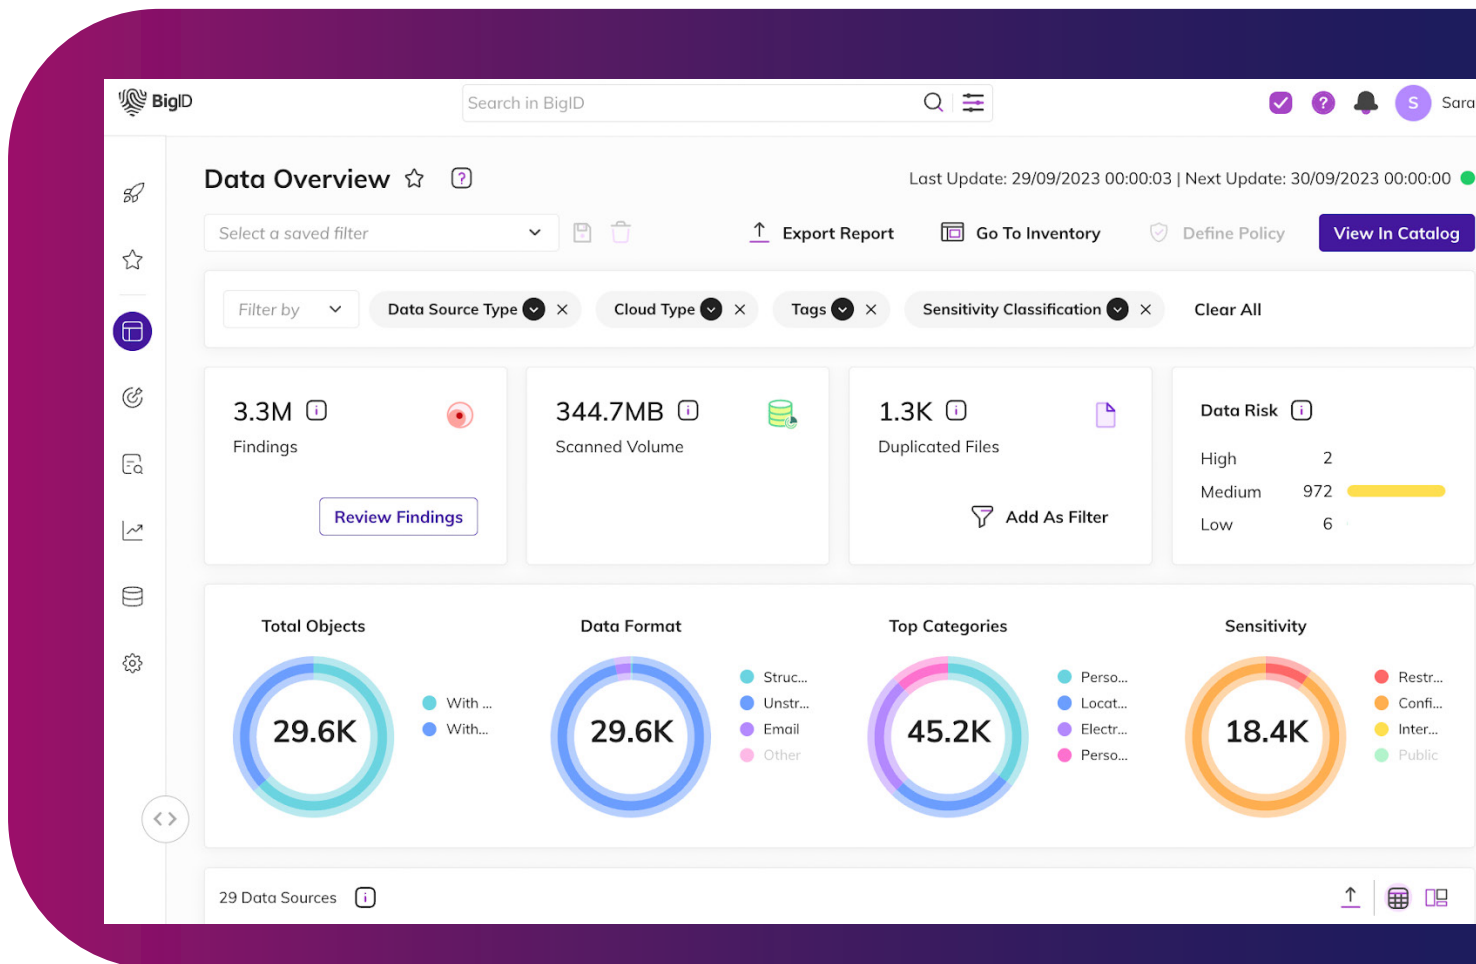 BigID
Search in BigID
?
S
Sara
Data Overview
?
Last Update: 29/09/2023 00:00:03 | Next Update: 30/09/2023 00:00:00
Select a saved filter
Export Report
Go To Inventory
Define Policy
View In Catalog
Filter by
Data Source Type
Cloud Type
Tags
Sensitivity Classification
Clear All
3.3M
i
Findings
Review Findings
344.7MB
i
Scanned Volume
1.3K
i
Duplicated Files
Add As Filter
Data Risk
i
High 2
Medium 972
Low 6
Total Objects
29.6K
With ...
With...
Data Format
29.6K
Struc...
Unstr...
Email
Other
Top Categories
45.2K
Perso...
Locat...
Electr...
Perso...
Sensitivity
18.4K
Restr...
Confi...
Inter...
Public
29 Data Sources
i